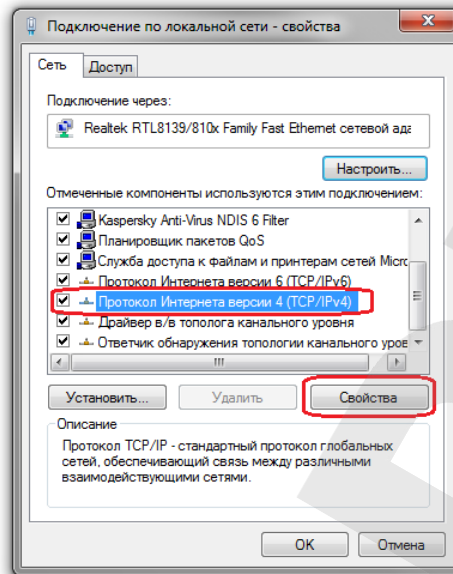 Подключение по локальной сети - свойства
Сеть
Доступ
Подключение через:
Realtek RTL8139/810x Family Fast Ethernet сетевой ада
Настроить...
Отмеченные компоненты используются этим подключением:
Kaspersky Anti-Virus NDIS 6 Filter
Планировщик пакетов QoS
Служба доступа к файлам и принтерам сетей Micro
Протокол Интернета версии 6 (TCP/IPv6)
Протокол Интернета версии 4 (TCP/IPv4)
Драйвер в/в тополога канального уровня
Ответчик обнаружения топологии канального уров
Установить...
Удалить
Свойства
Описание
Протокол TCP/IP - стандартный протокол глобальных
сетей, обеспечивающий связь между различными
взаимодействующими сетями.
OK
Отмена